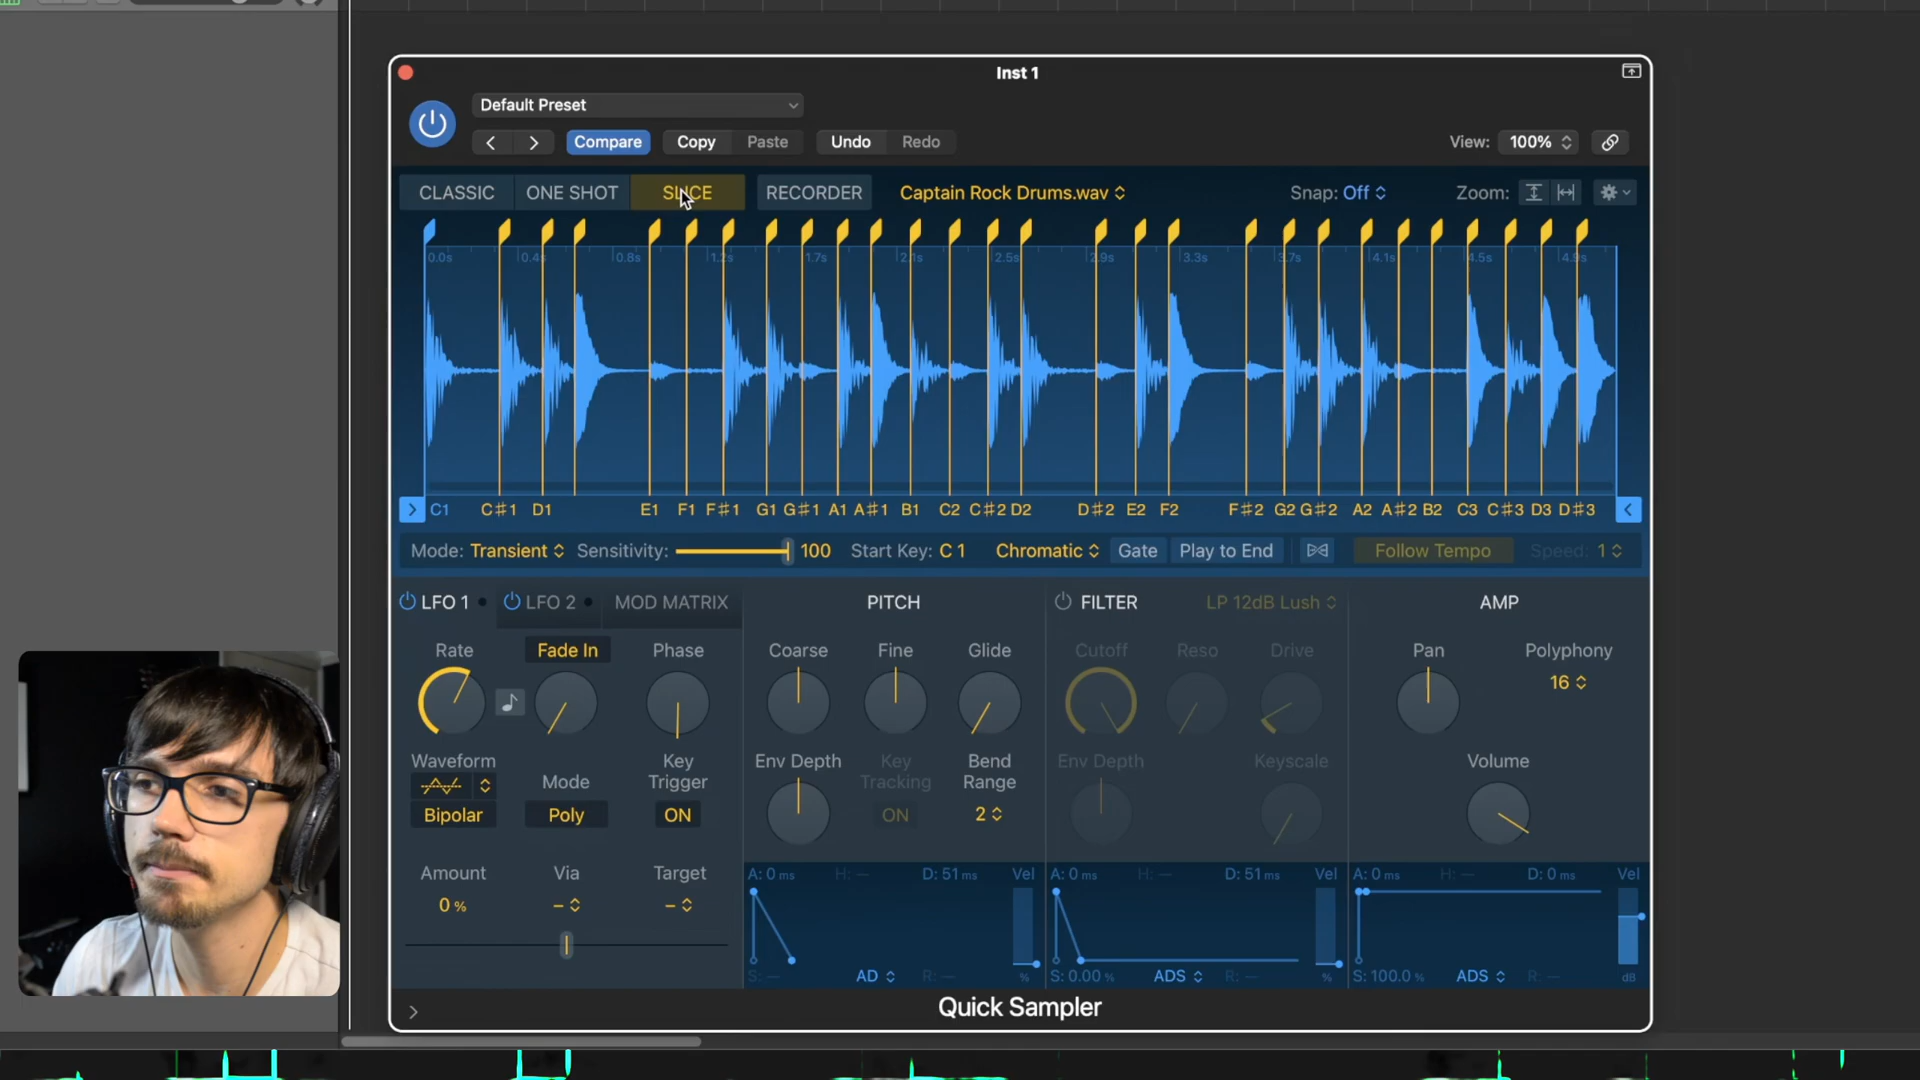 Inst 1
Default Preset
Compare Copy Paste Undo Redo View: 100%
CLASSIC ONE SHOT SLICE RECORDER Captain Rock Drums.wav Snap: Off Zoom:
0.0s 0.4s 0.8s 1.2s 1.7s 2.1s 2.5s 2.9s 3.3s 3.7s 4.1s 4.5s 4.9s
C1 C♯1 D1 E1 F1 F♯1 G1 G♯1 A1 A♯1 B1 C2 C♯2 D2 D♯2 E2 F2 F♯2 G2 G♯2 A2 A♯2 B2 C3 C♯3 D3 D♯3
Mode: Transient Sensitivity: 100 Start Key: C 1 Chromatic Gate Play to End Follow Tempo Speed: 1
LFO 1 LFO 2 MOD MATRIX PITCH FILTER LP 12dB Lush AMP
Rate Fade In Phase Coarse Fine Glide Cutoff Reso Drive Pan Polyphony
16
Waveform Mode Key Trigger Env Depth Key Tracking Bend Range Env Depth Keyscale Volume
Bipolar Poly ON ON 2
Amount Via Target A: 0 ms H: — D: 51 ms Vel A: 0 ms H: — D: 51 ms Vel A: 0 ms H: — D: 0 ms Vel
0 % – –
S: — AD R: — % S: 0.00 % ADS R: — % S: 100.0 % ADS R: — dB
Quick Sampler